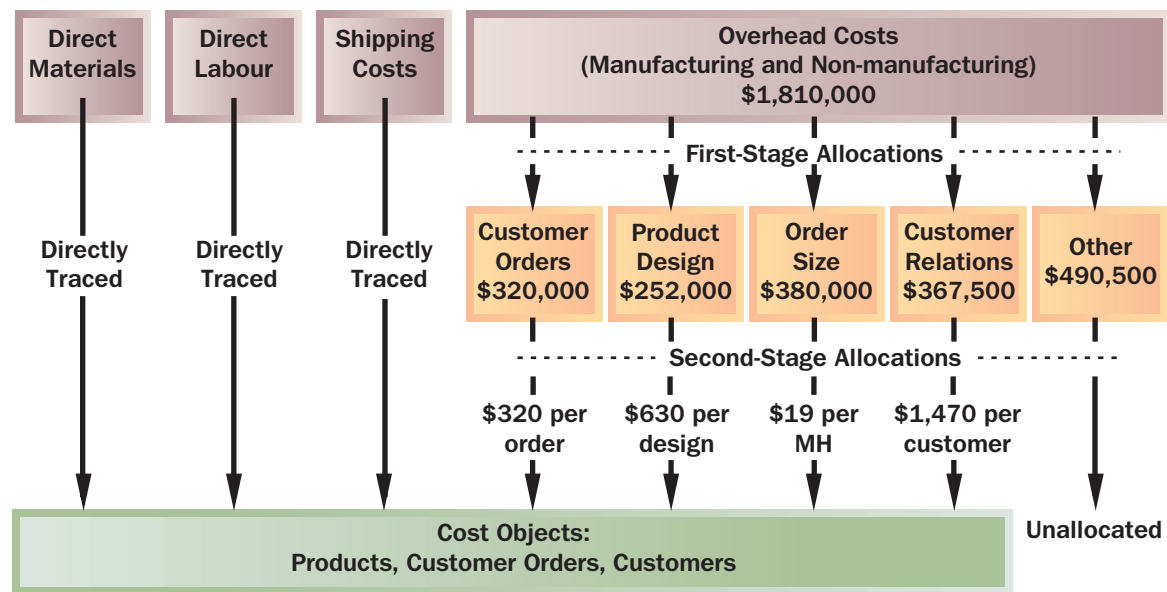 Direct
Materials
Direct
Labour
Shipping
Costs
Overhead Costs
(Manufacturing and Non-manufacturing)
$1,810,000
First-Stage Allocations
Directly
Traced
Directly
Traced
Directly
Traced
Customer
Orders
$320,000
Product
Design
$252,000
Order
Size
$380,000
Customer
Relations
$367,500
Other
$490,500
Second-Stage Allocations
$320 per
order
$630 per
design
$19 per
MH
$1,470 per
customer
Unallocated
Cost Objects:
Products, Customer Orders, Customers